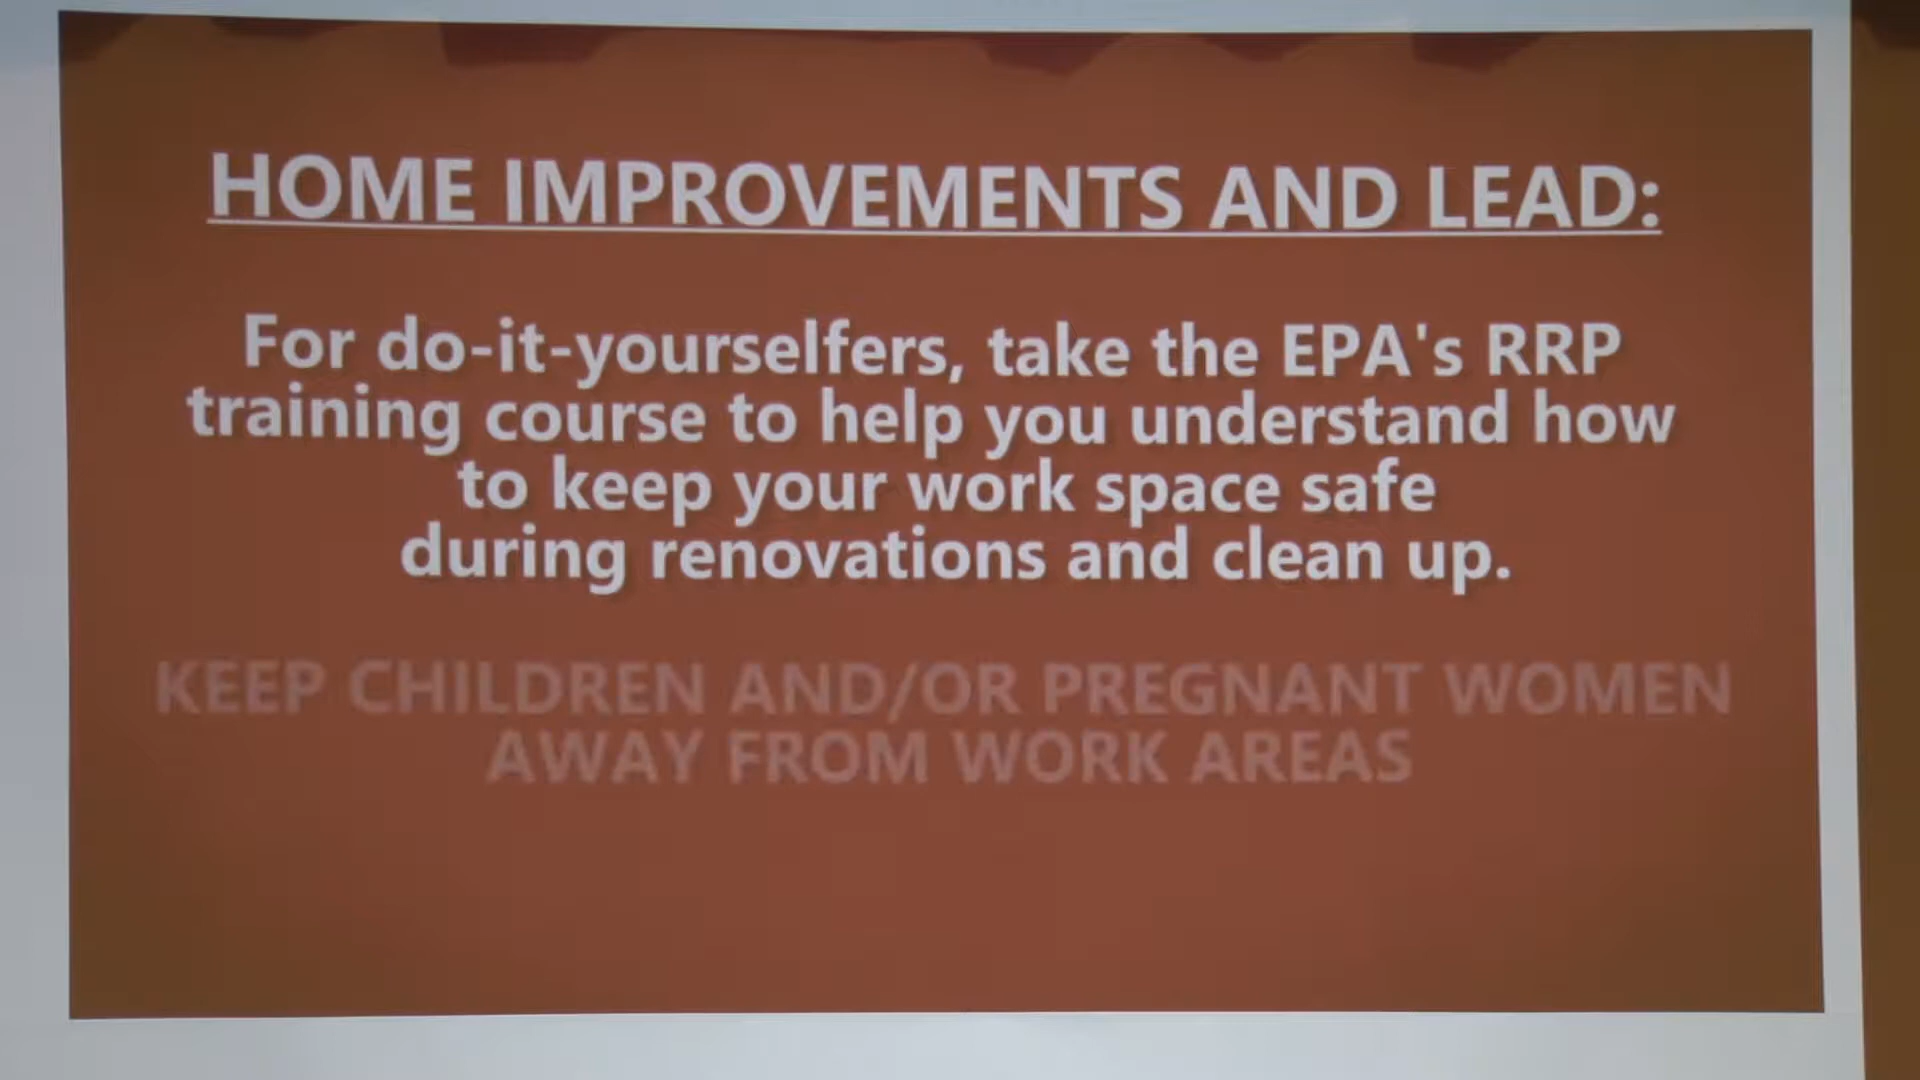 HOME IMPROVEMENTS AND LEAD:
For do-it-yourselfers, take the EPA's RRP
training course to help you understand how
to keep your work space safe
during renovations and clean up.
KEEP CHILDREN AND/OR PREGNANT WOMEN
AWAY FROM WORK AREAS